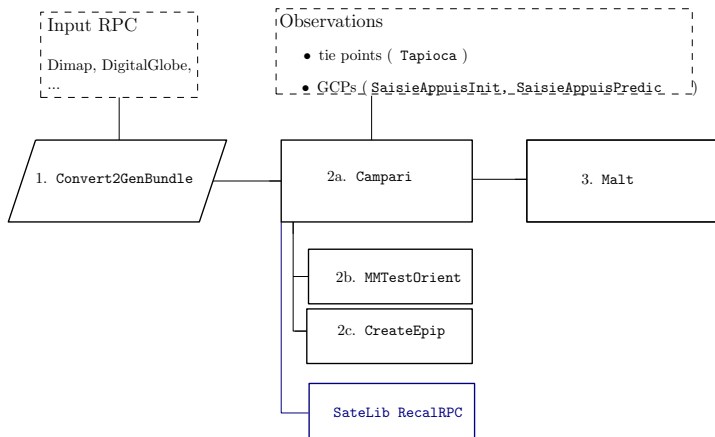 Input RPC
Dimap, DigitalGlobe,
...
Observations
• tie points ( Tapioca )
• GCPs ( SaisieAppuisInit, SaisieAppuisPredic )
1. Convert2GenBundle
2a. Campari
3. Malt
2b. MMTestOrient
2c. CreateEpip
SateLib RecalRPC